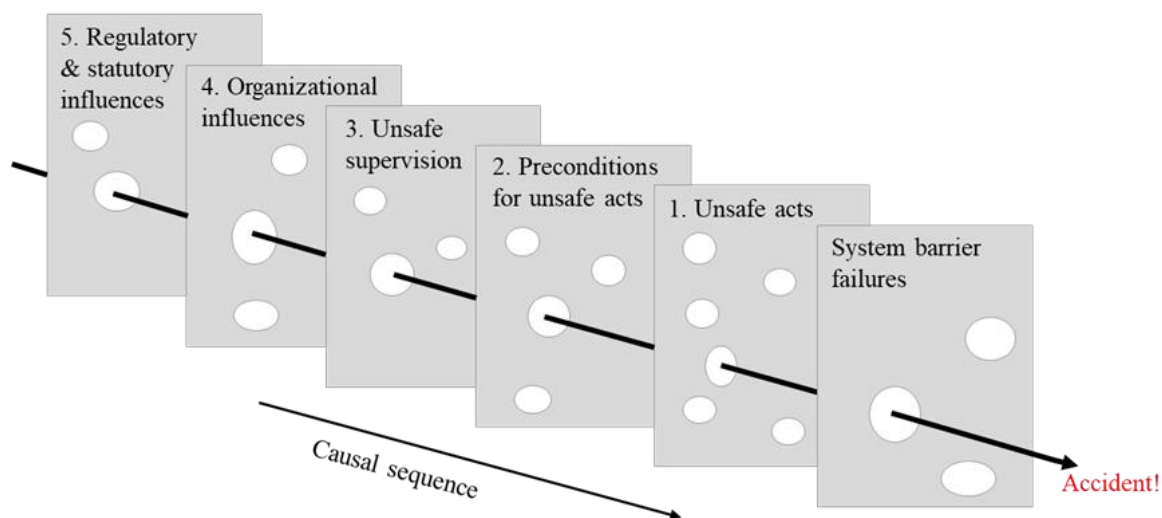 5. Regulatory
& statutory
influences
4. Organizational
influences
3. Unsafe
supervision
2. Preconditions
for unsafe acts
1. Unsafe acts
System barrier
failures
Causal sequence
Accident!